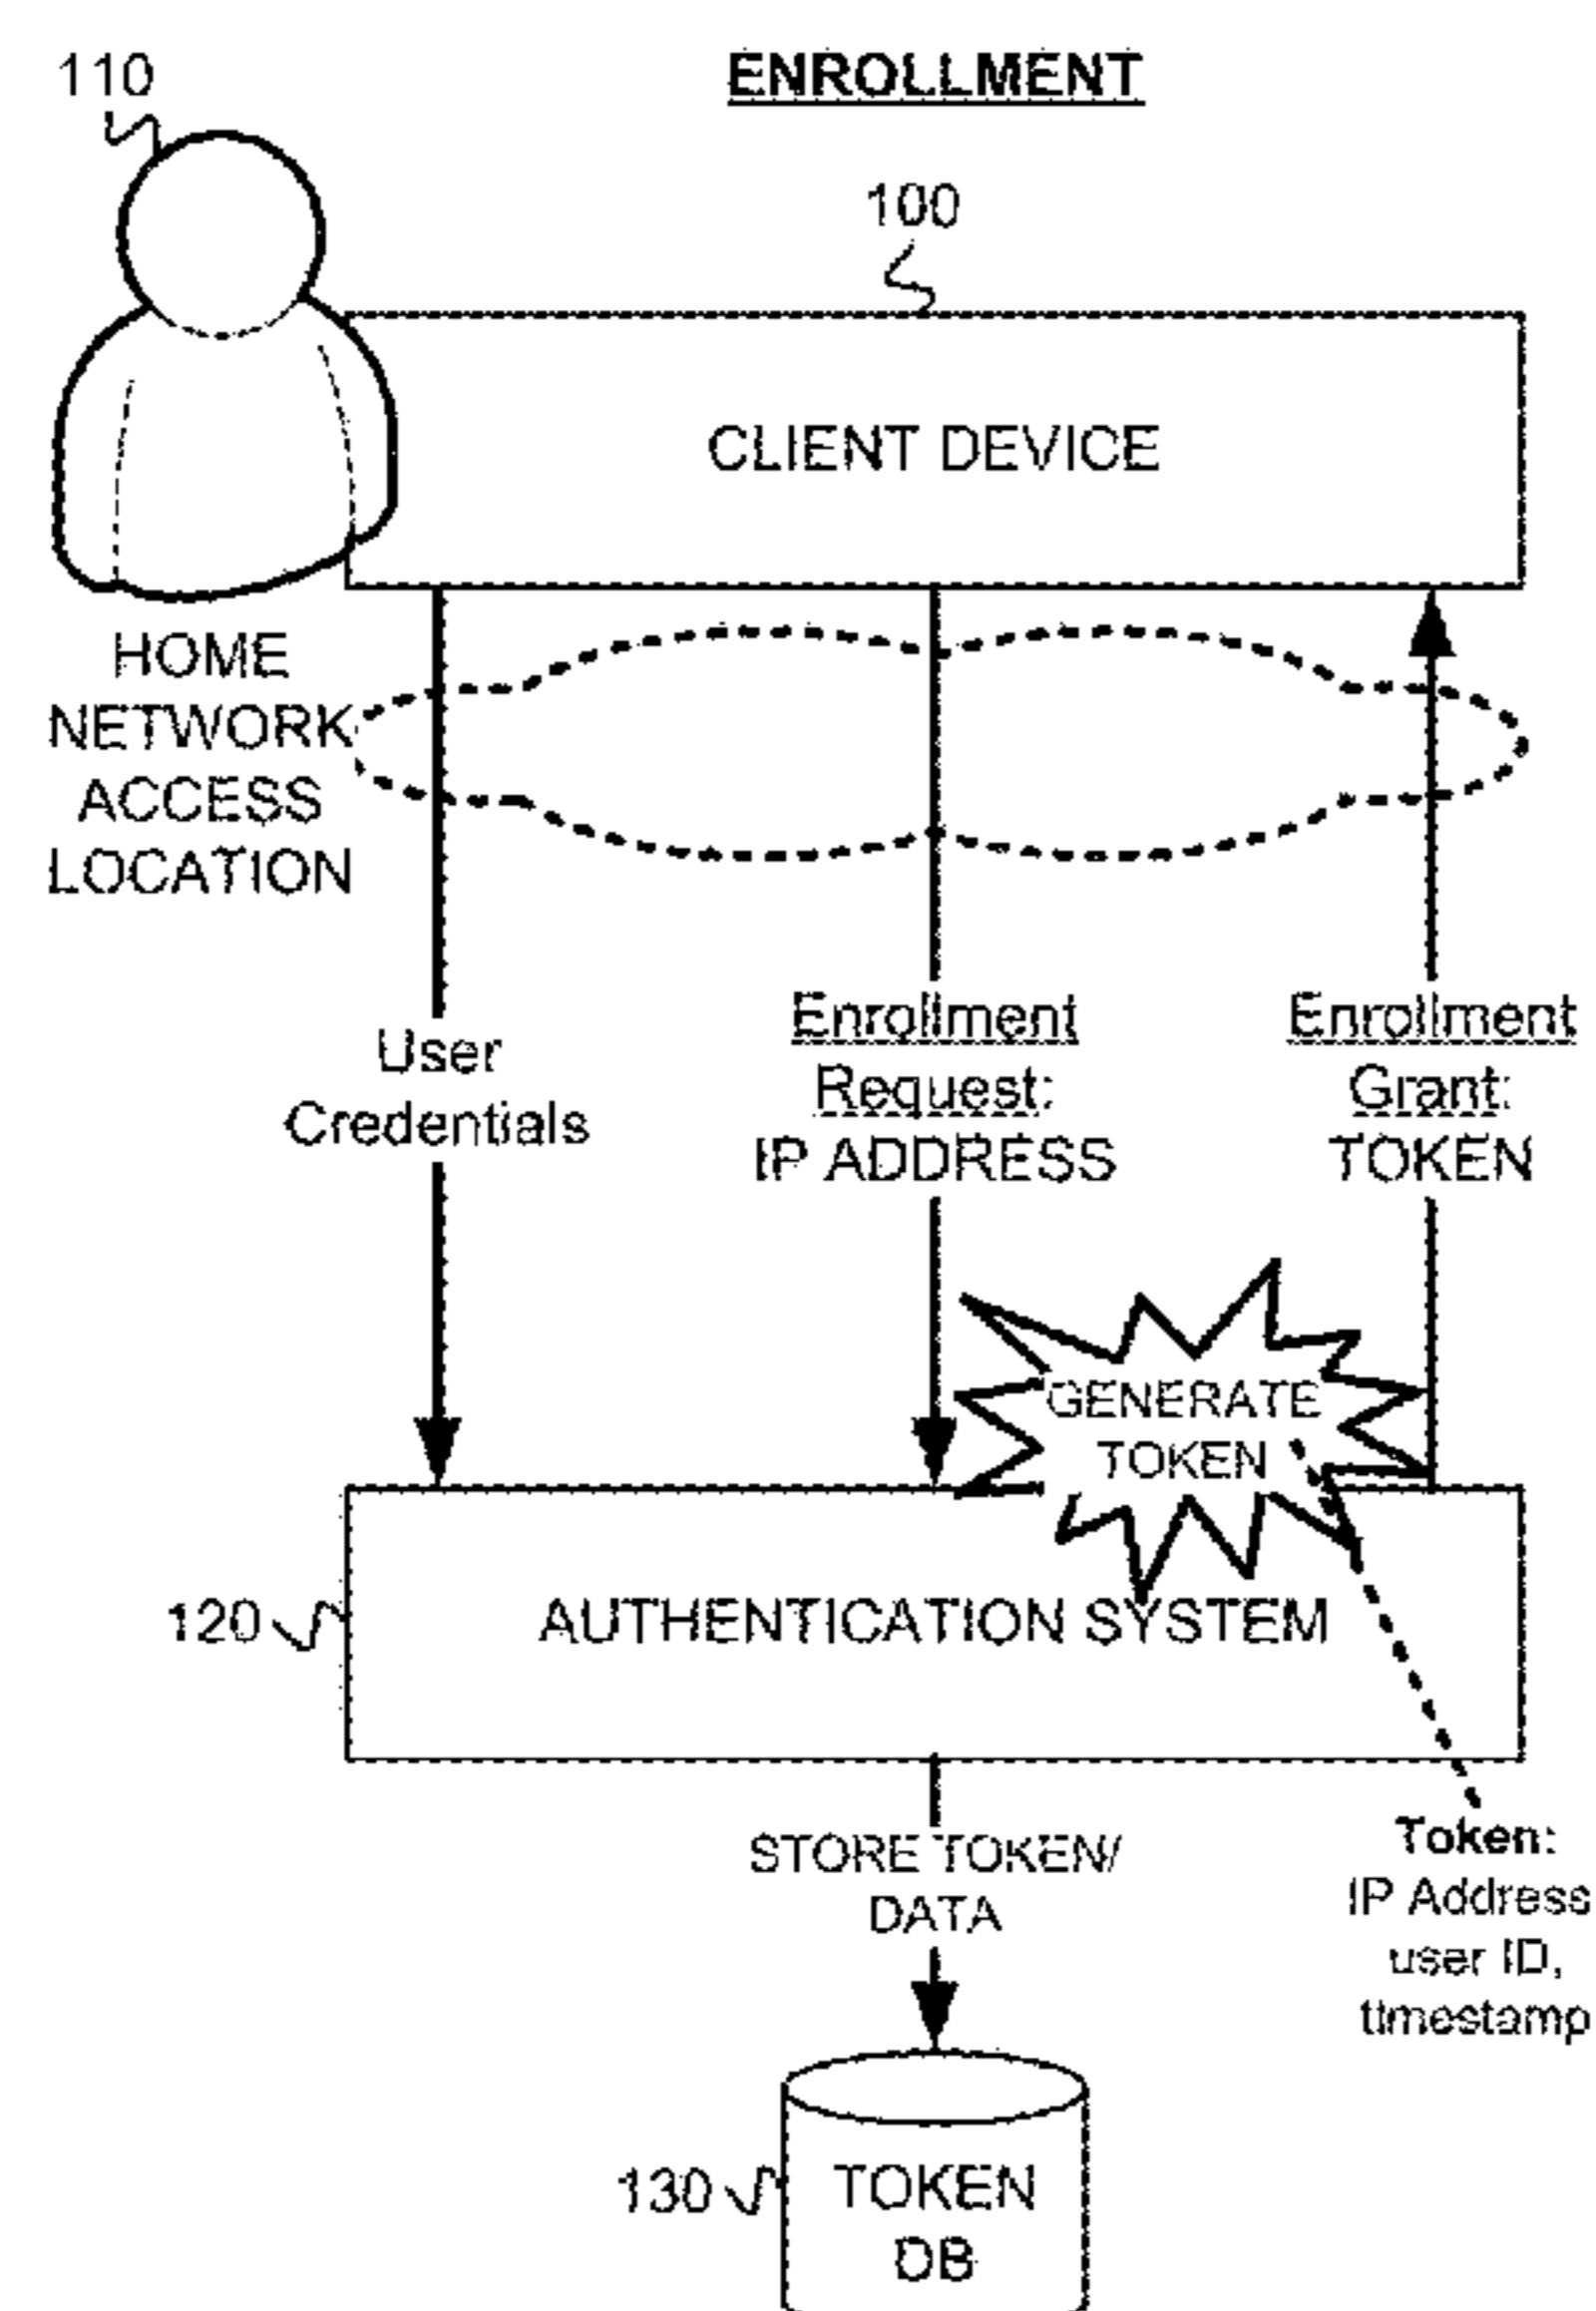 110
ENROLLMENT
100
CLIENT DEVICE
HOME
NETWORK
ACCESS
LOCATION
User
Credentials
Enrollment
Request:
IP ADDRESS
Enrollment
Grant:
TOKEN
GENERATE
TOKEN
120
AUTHENTICATION SYSTEM
STORE TOKEN/
DATA
Token:
IP Address
user ID,
timestamp
130
TOKEN
DB